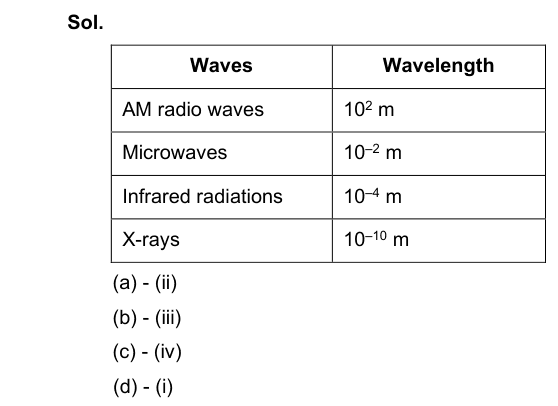 Sol.
Waves Wavelength
AM radio waves 10² m
Microwaves 10⁻² m
Infrared radiations 10⁻⁴ m
X-rays 10⁻¹⁰ m
(a) - (ii)
(b) - (iii)
(c) - (iv)
(d) - (i)